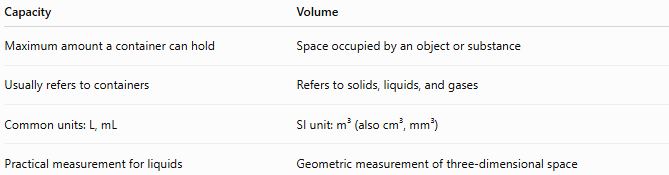 Capacity Volume
Maximum amount a container can hold Space occupied by an object or substance
Usually refers to containers Refers to solids, liquids, and gases
Common units: L, mL SI unit: m³ (also cm³, mm³)
Practical measurement for liquids Geometric measurement of three-dimensional space